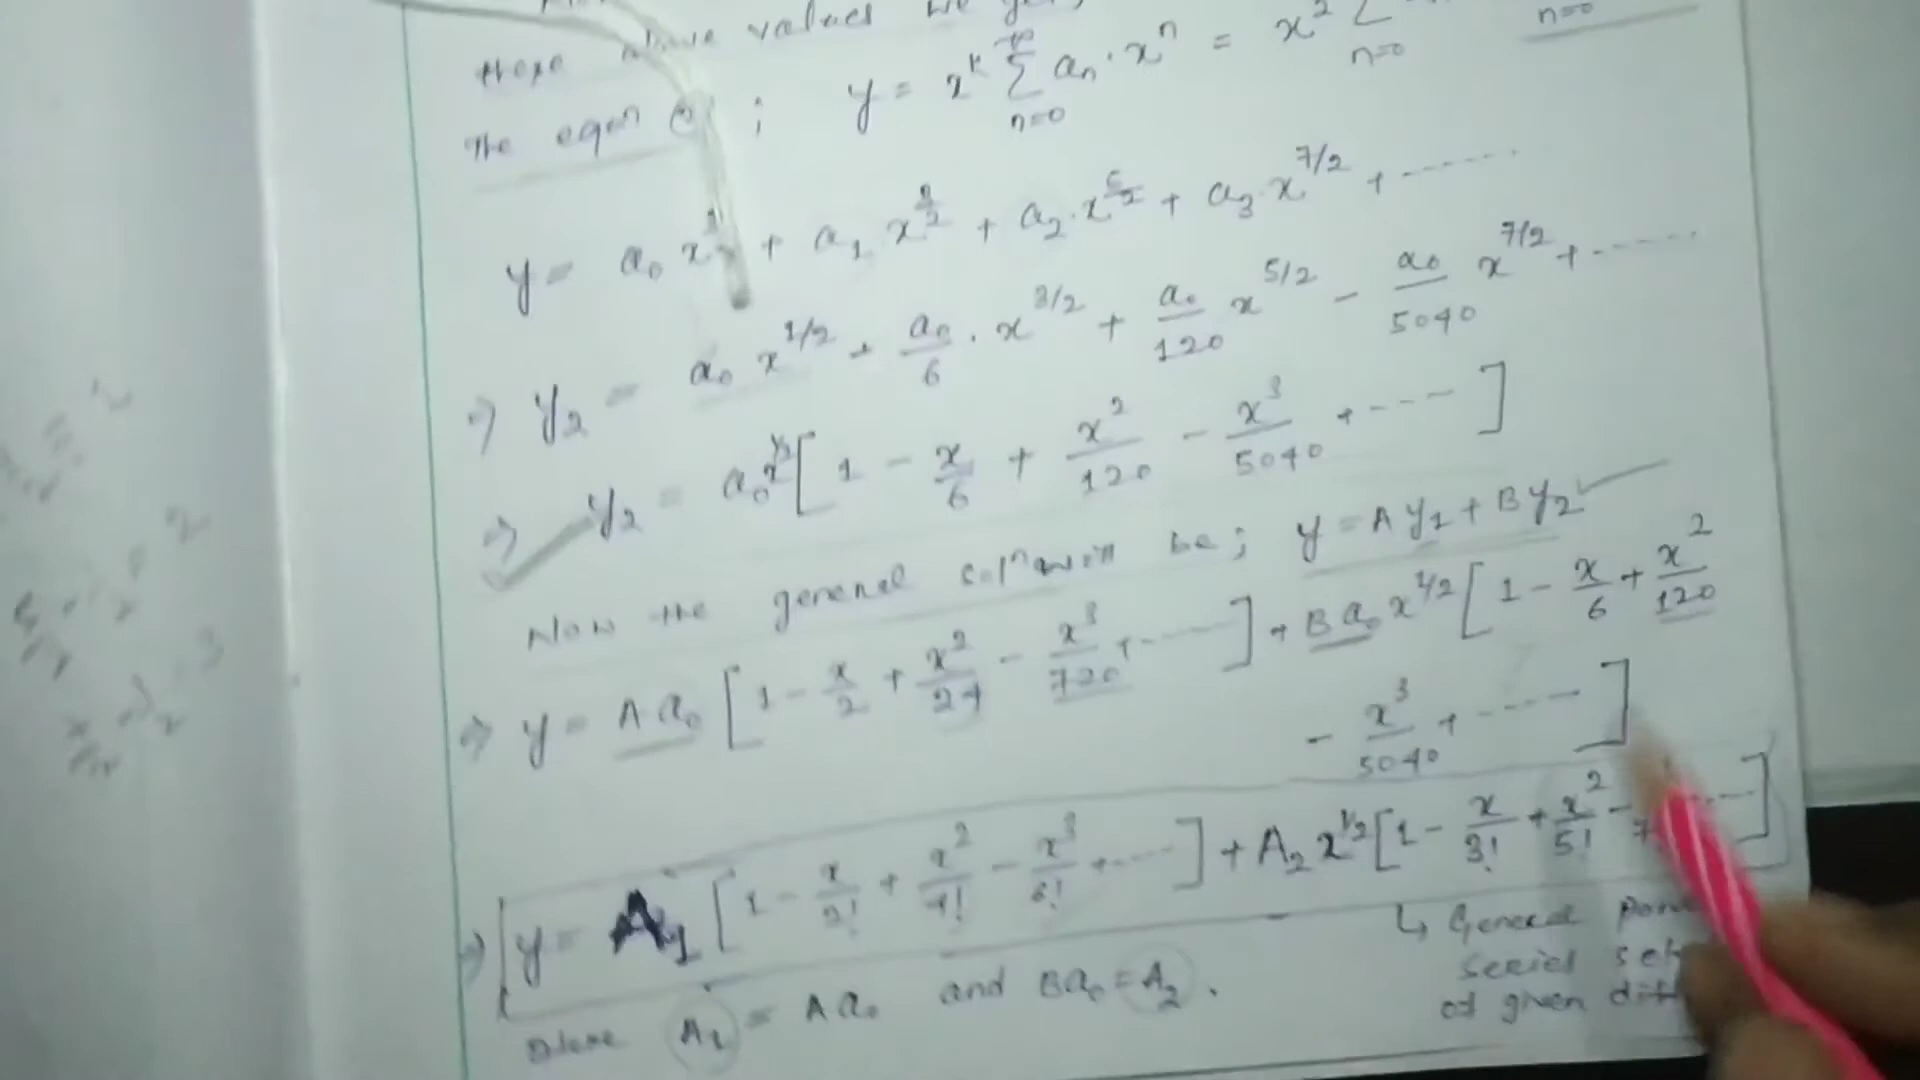 these above values we get,
The eqn ②; y = x^k ∑_{n=0}^∞ a_n · x^n = x^2 ∑_{n=0} n=0
y = a_0 x + a_1 x^{3/2} + a_2 · x^{5/2} + a_3 · x^{7/2} + ------
⇒ y_2 = a_0 x^{1/2} - a_0/6 · x^{3/2} + a_0/120 x^{5/2} - a_0/5040 x^{7/2} + ------
⇒ y_2 = a_0 x^{1/2} [ 1 - x/6 + x^2/120 - x^3/5040 + ---- ]
Now the general soln will be; y = A y_1 + B y_2
⇒ y = A a_0 [ 1 - x/2 + x^2/24 - x^3/720 + ----- ] + B a_0 x^{1/2} [ 1 - x/6 + x^2/120
- x^3/5040 + ----- ]
⇒ y = A_1 [ 1 - x/2! + x^2/4! - x^3/6! + ---- ] + A_2 x^{1/2} [ 1 - x/3! + x^2/5! - ---- ]
↳ General
series
of given
where A_1 = A a_0 and B a_0 = A_2 .